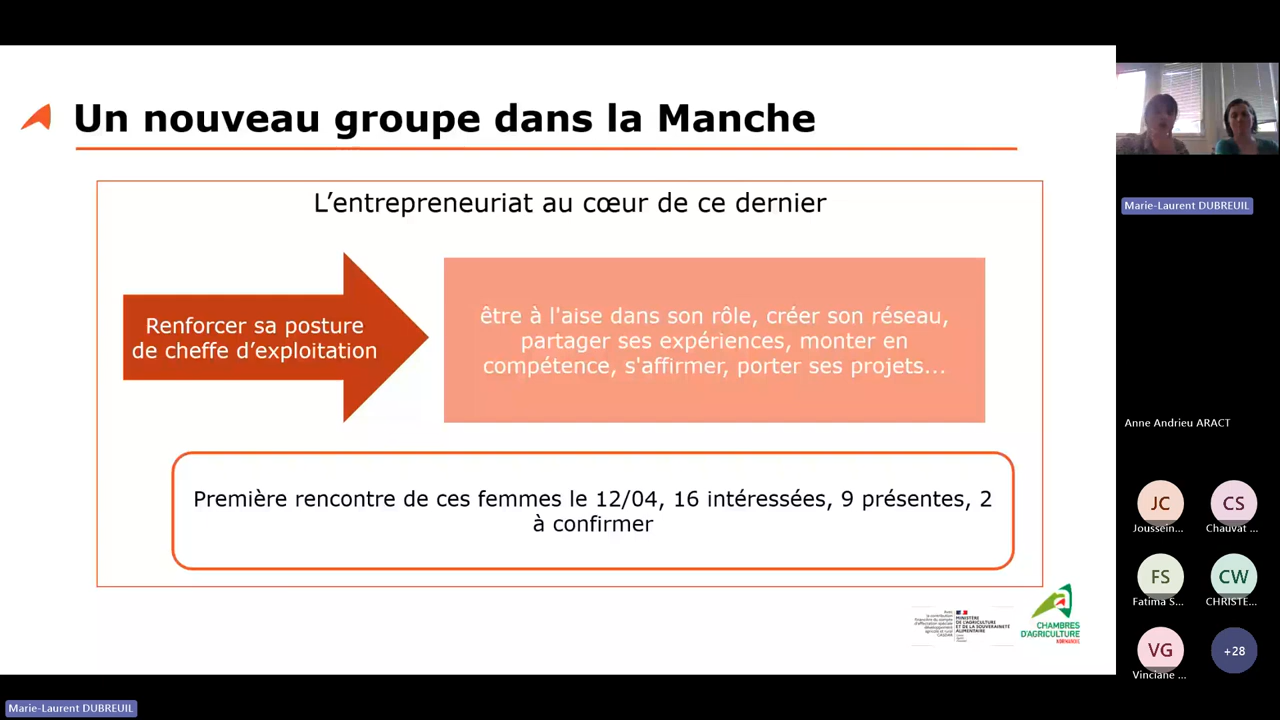 Un nouveau groupe dans la Manche
L’entrepreneuriat au cœur de ce dernier
Renforcer sa posture
de cheffe d’exploitation
être à l'aise dans son rôle, créer son réseau,
partager ses expériences, monter en
compétence, s'affirmer, porter ses projets...
Première rencontre de ces femmes le 12/04, 16 intéressées, 9 présentes, 2
à confirmer
MINISTÈRE
DE L'AGRICULTURE
ET DE LA SOUVERAINETÉ
ALIMENTAIRE
CHAMBRES
D'AGRICULTURE
NORMANDIE
Marie-Laurent DUBREUIL
Anne Andrieu ARACT
JC
CS
Joussein...
Chauvat ...
FS
CW
Fatima S...
CHRISTE...
VG
+28
Vinciane ...
Marie-Laurent DUBREUIL